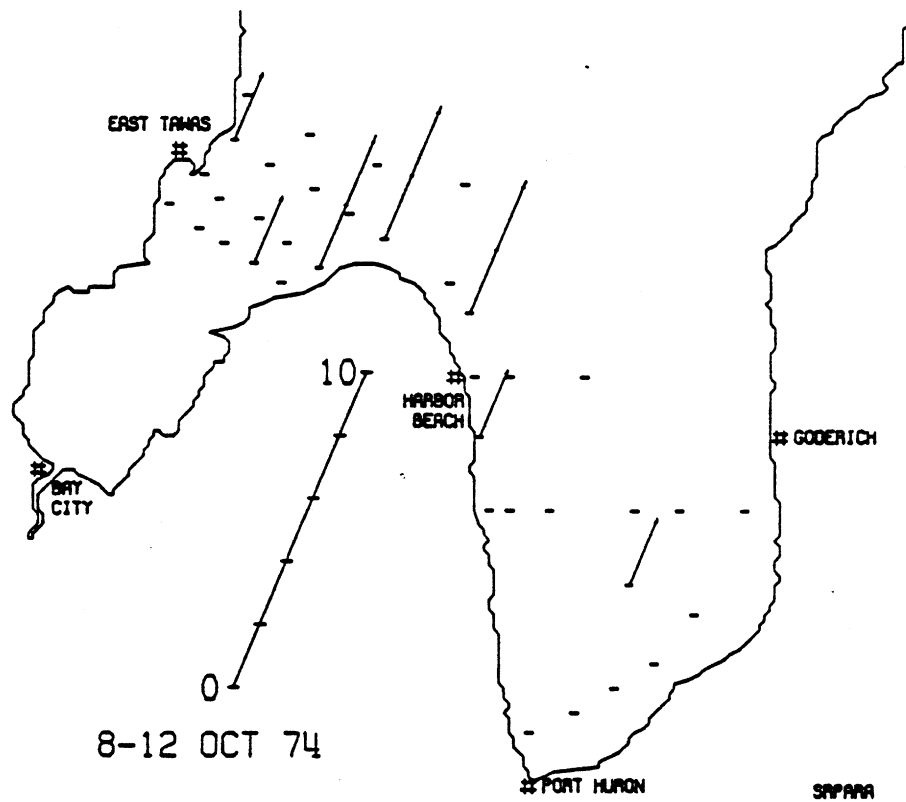 EAST TAWAS
10
HARBOR
BEACH
GODERICH
BAY
CITY
0
8-12 OCT 74
PORT HURON
SAPARA